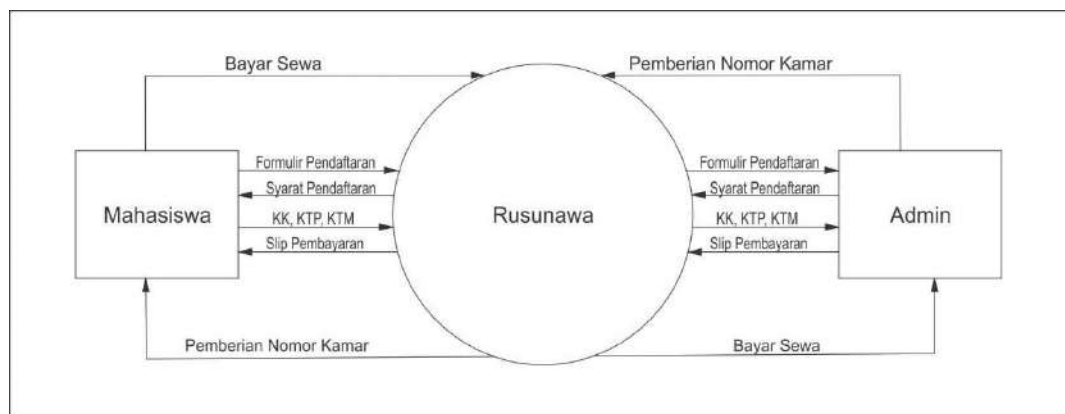 Bayar Sewa
Pemberian Nomor Kamar
Formulir Pendaftaran
Syarat Pendaftaran
KK, KTP, KTM
Slip Pembayaran
Mahasiswa
Rusunawa
Formulir Pendaftaran
Syarat Pendaftaran
KK, KTP, KTM
Slip Pembayaran
Admin
Pemberian Nomor Kamar
Bayar Sewa